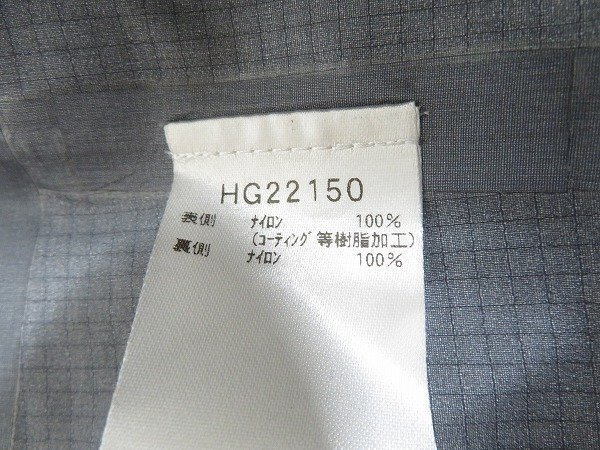 HG22150
表側 ナイロン 100%
(コーティング等樹脂加工)
裏側 ナイロン 100%